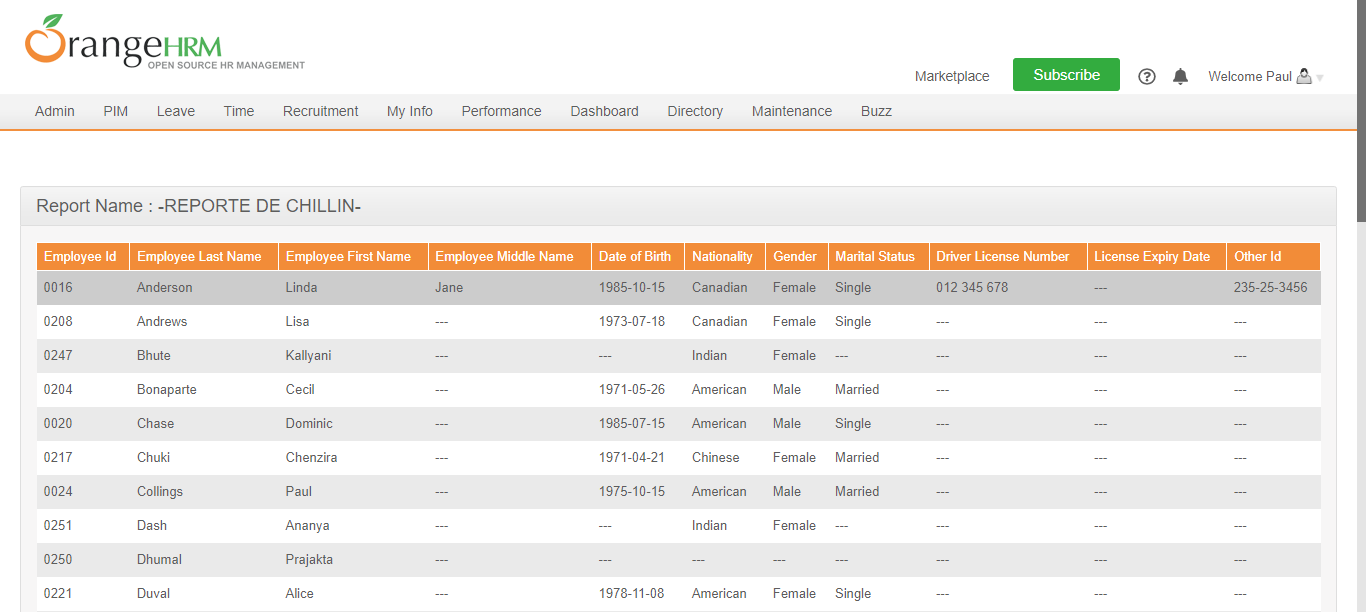 OrangeHRM
OPEN SOURCE HR MANAGEMENT
Marketplace Subscribe ? Welcome Paul
Admin PIM Leave Time Recruitment My Info Performance Dashboard Directory Maintenance Buzz
Report Name : -REPORTE DE CHILLIN-
Employee Id Employee Last Name Employee First Name Employee Middle Name Date of Birth Nationality Gender Marital Status Driver License Number License Expiry Date Other Id
0016 Anderson Linda Jane 1985-10-15 Canadian Female Single 012 345 678 --- 235-25-3456
0208 Andrews Lisa --- 1973-07-18 Canadian Female Single --- --- ---
0247 Bhute Kallyani --- --- Indian Female --- --- --- ---
0204 Bonaparte Cecil --- 1971-05-26 American Male Married --- --- ---
0020 Chase Dominic --- 1985-07-15 American Male Single --- --- ---
0217 Chuki Chenzira --- 1971-04-21 Chinese Female Married --- --- ---
0024 Collings Paul --- 1975-10-15 American Male Married --- --- ---
0251 Dash Ananya --- --- Indian Female --- --- --- ---
0250 Dhumal Prajakta --- --- --- --- --- --- --- ---
0221 Duval Alice --- 1978-11-08 American Female Single --- --- ---